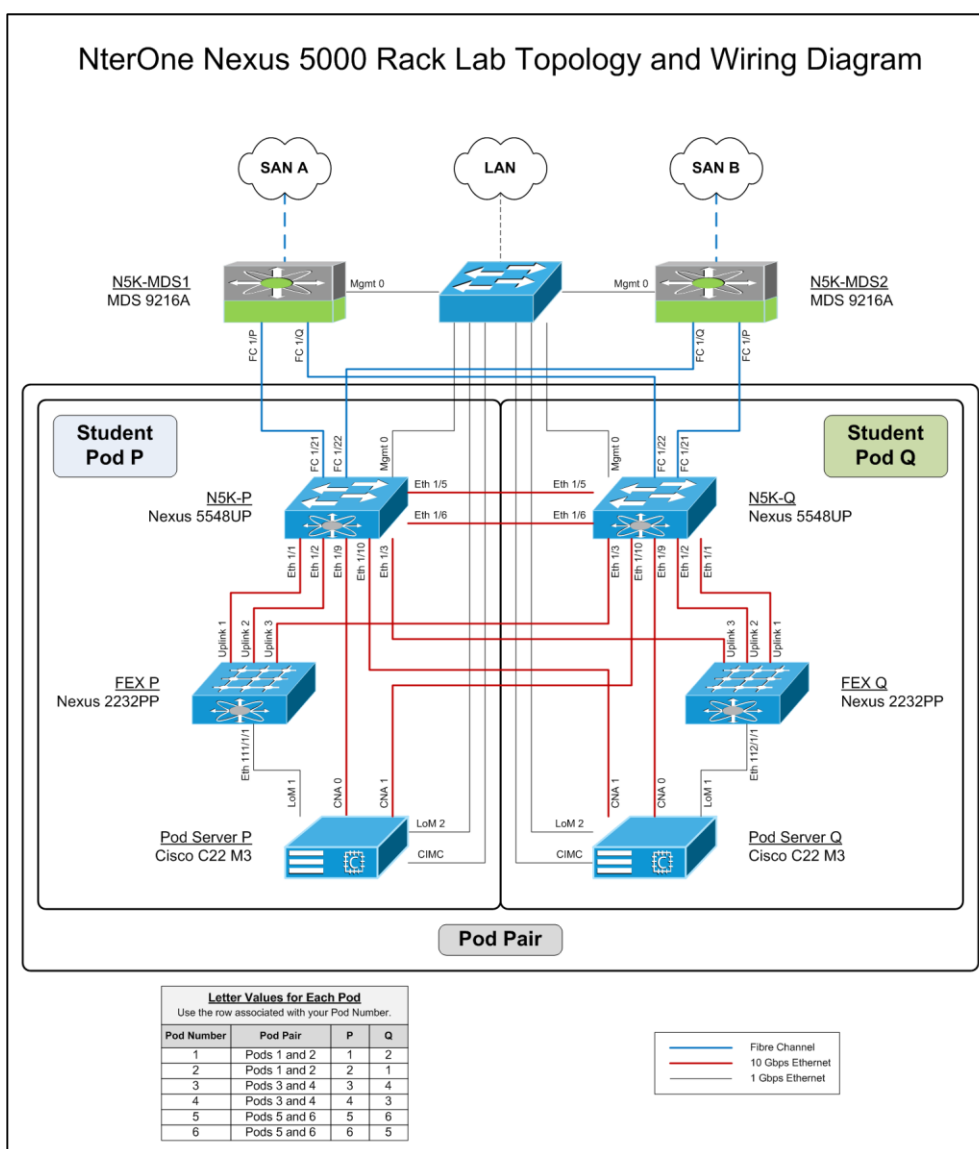 NterOne Nexus 5000 Rack Lab Topology and Wiring Diagram
SAN A
LAN
SAN B
N5K-MDS1
MDS 9216A
Mgmt 0
Mgmt 0
N5K-MDS2
MDS 9216A
FC 1/P
FC 1/Q
FC 1/Q
FC 1/P
Student
Pod P
Student
Pod Q
FC 1/21
FC 1/22
Mgmt 0
Mgmt 0
FC 1/22
FC 1/21
N5K-P
Nexus 5548UP
Eth 1/5
Eth 1/5
Eth 1/6
Eth 1/6
N5K-Q
Nexus 5548UP
Eth 1/1
Eth 1/2
Eth 1/9
Eth 1/10
Eth 1/3
Eth 1/3
Eth 1/10
Eth 1/9
Eth 1/2
Eth 1/1
Uplink 1
Uplink 2
Uplink 3
Uplink 3
Uplink 2
Uplink 1
FEX P
Nexus 2232PP
FEX Q
Nexus 2232PP
Eth 111/1/1
Eth 112/1/1
LoM 1
CNA 0
CNA 1
CNA 1
CNA 0
LoM 1
Pod Server P
Cisco C22 M3
LoM 2
CIMC
LoM 2
CIMC
Pod Server Q
Cisco C22 M3
C
C
Pod Pair
Letter Values for Each Pod
Use the row associated with your Pod Number.
Pod Number Pod Pair P Q
1 Pods 1 and 2 1 2
2 Pods 1 and 2 2 1
3 Pods 3 and 4 3 4
4 Pods 3 and 4 4 3
5 Pods 5 and 6 5 6
6 Pods 5 and 6 6 5
Fibre Channel
10 Gbps Ethernet
1 Gbps Ethernet